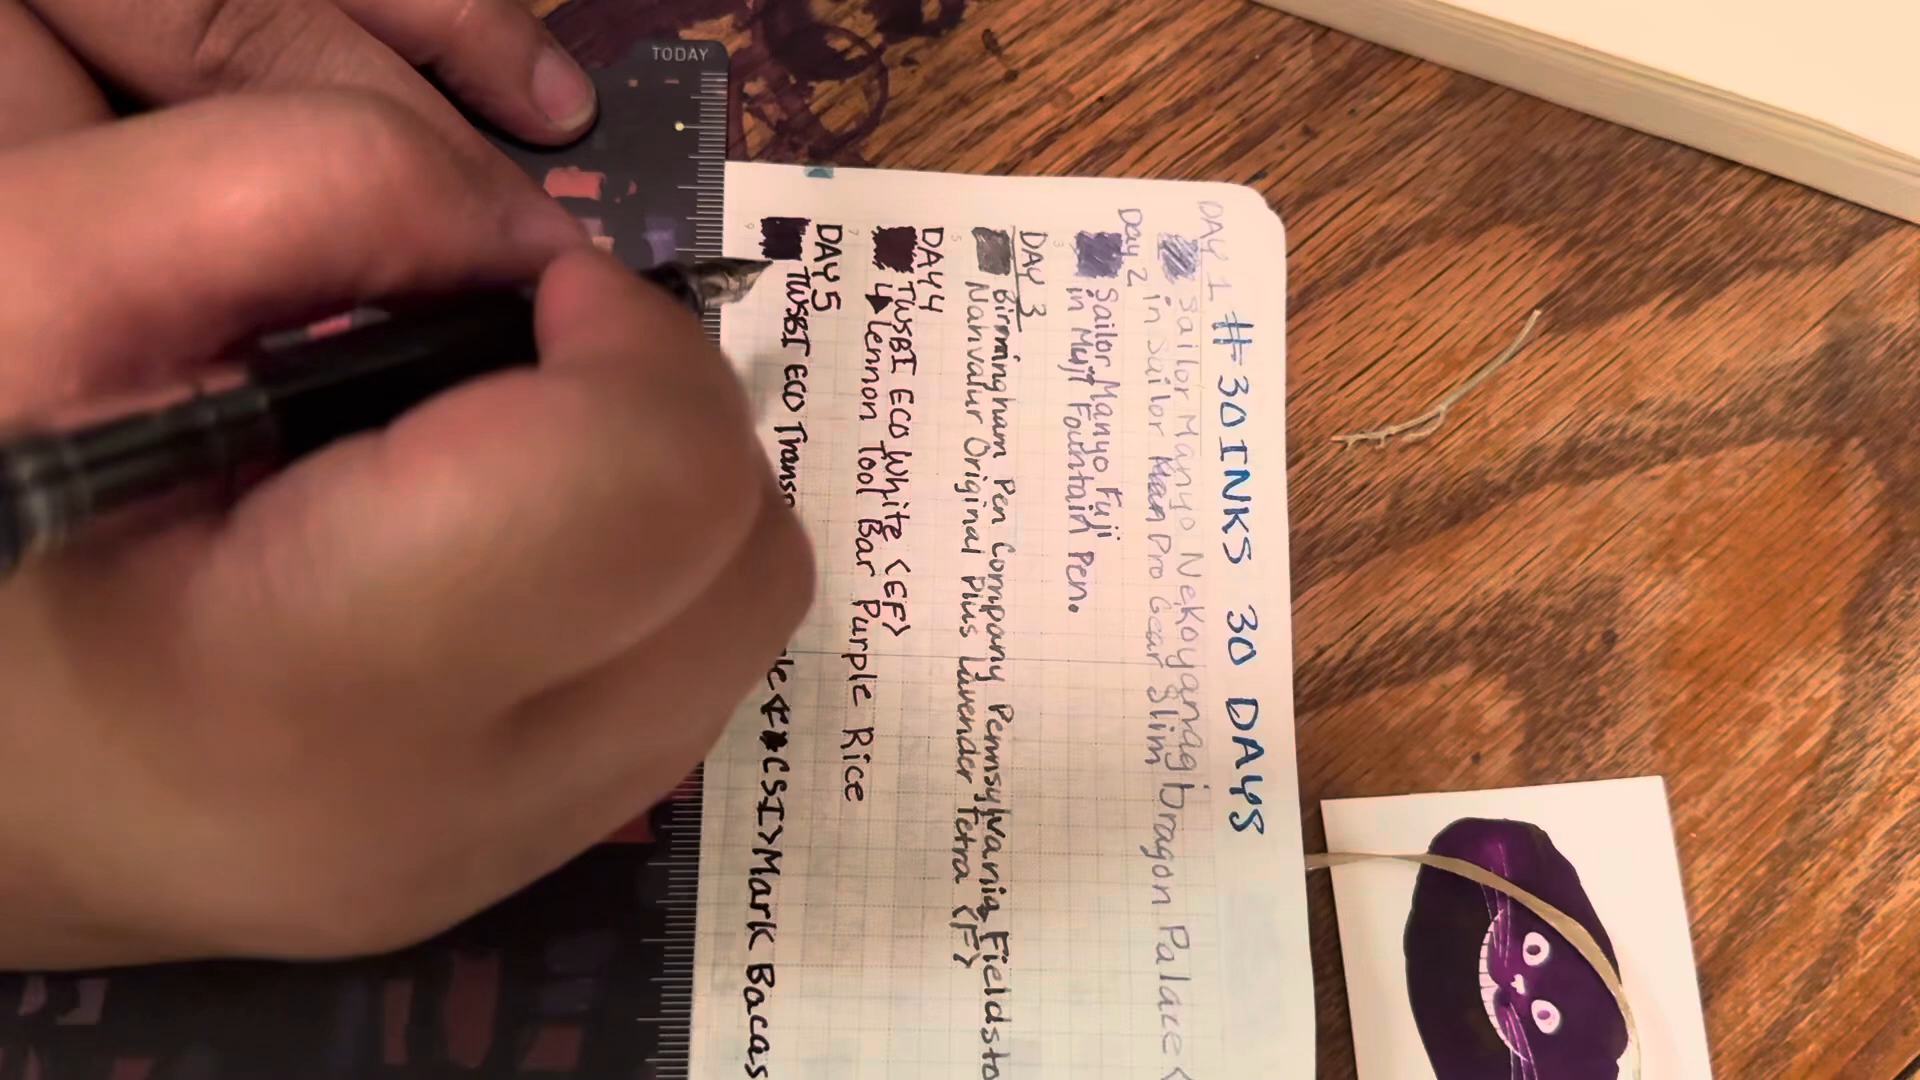 TODAY
#30INKS 30 DAYS
DAY 1
Sailor Manyo Nekoyanagi Dragon Palace <
in Sailor Pro Gear Slim
Day 2
Sailor Manyo Fuji
in Muji Fountain Pen.
DAY 3
Birmingham Pen Company Pennsylvania Fieldsto
Nahvalur Original Plus Lavender Tetra <F>
DAY 4
TWSBI ECO White <EF>
Lennon Tool Bar Purple Rice
DAY 5
TWSBI ECO Transp
<CSI> Mark Bacas